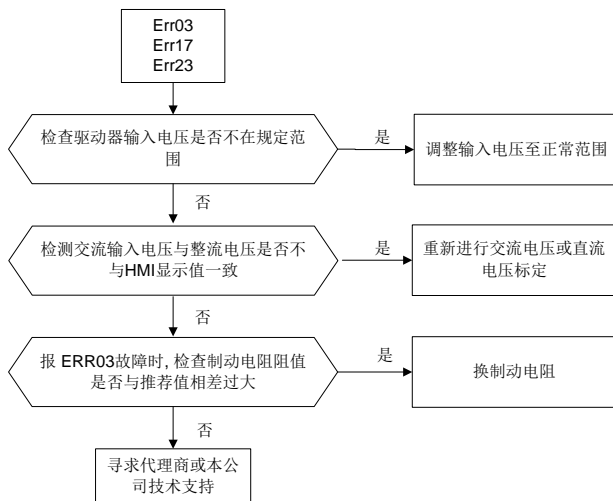 Err03
Err17
Err23
检查驱动器输入电压是否不在规定范
围
是
调整输入电压至正常范围
否
检测交流输入电压与整流电压是否不
与HMI显示值一致
是
重新进行交流电压或直流
电压标定
否
报 ERR03故障时, 检查制动电阻阻值
是否与推荐值相差过大
是
换制动电阻
否
寻求代理商或本公
司技术支持